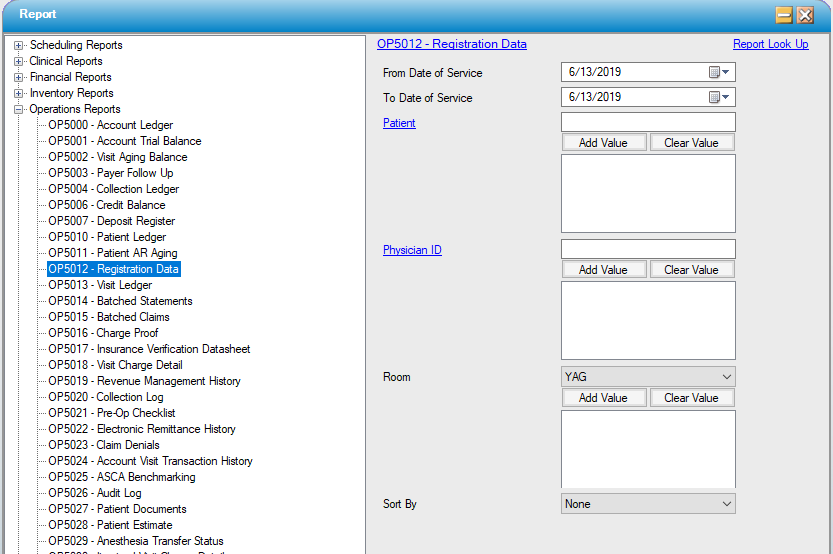 Report
Scheduling Reports
Clinical Reports
Financial Reports
Inventory Reports
Operations Reports
OP5000 - Account Ledger
OP5001 - Account Trial Balance
OP5002 - Visit Aging Balance
OP5003 - Payer Follow Up
OP5004 - Collection Ledger
OP5006 - Credit Balance
OP5007 - Deposit Register
OP5010 - Patient Ledger
OP5011 - Patient AR Aging
OP5012 - Registration Data
OP5013 - Visit Ledger
OP5014 - Batched Statements
OP5015 - Batched Claims
OP5016 - Charge Proof
OP5017 - Insurance Verification Datasheet
OP5018 - Visit Charge Detail
OP5019 - Revenue Management History
OP5020 - Collection Log
OP5021 - Pre-Op Checklist
OP5022 - Electronic Remittance History
OP5023 - Claim Denials
OP5024 - Account Visit Transaction History
OP5025 - ASCA Benchmarking
OP5026 - Audit Log
OP5027 - Patient Documents
OP5028 - Patient Estimate
OP5029 - Anesthesia Transfer Status
OP5012 - Registration Data Report Look Up
From Date of Service 6/13/2019
To Date of Service 6/13/2019
Patient
Add Value Clear Value
Physician ID
Add Value Clear Value
Room YAG
Add Value Clear Value
Sort By None